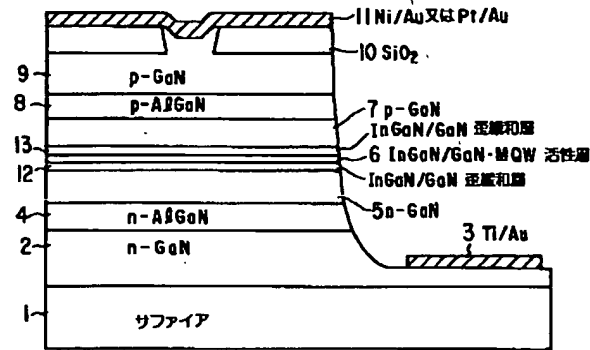 11 Ni/Au又はPt/Au
10 SiO2
9
p-GaN
8
p-AlGaN
7 p-GaN
InGaN/GaN 歪緩和層
13
6 InGaN/GaN・MQW 活性層
12
InGaN/GaN 歪緩和層
5 n-GaN
4
n-AlGaN
3 Ti/Au
2
n-GaN
1
サファイア